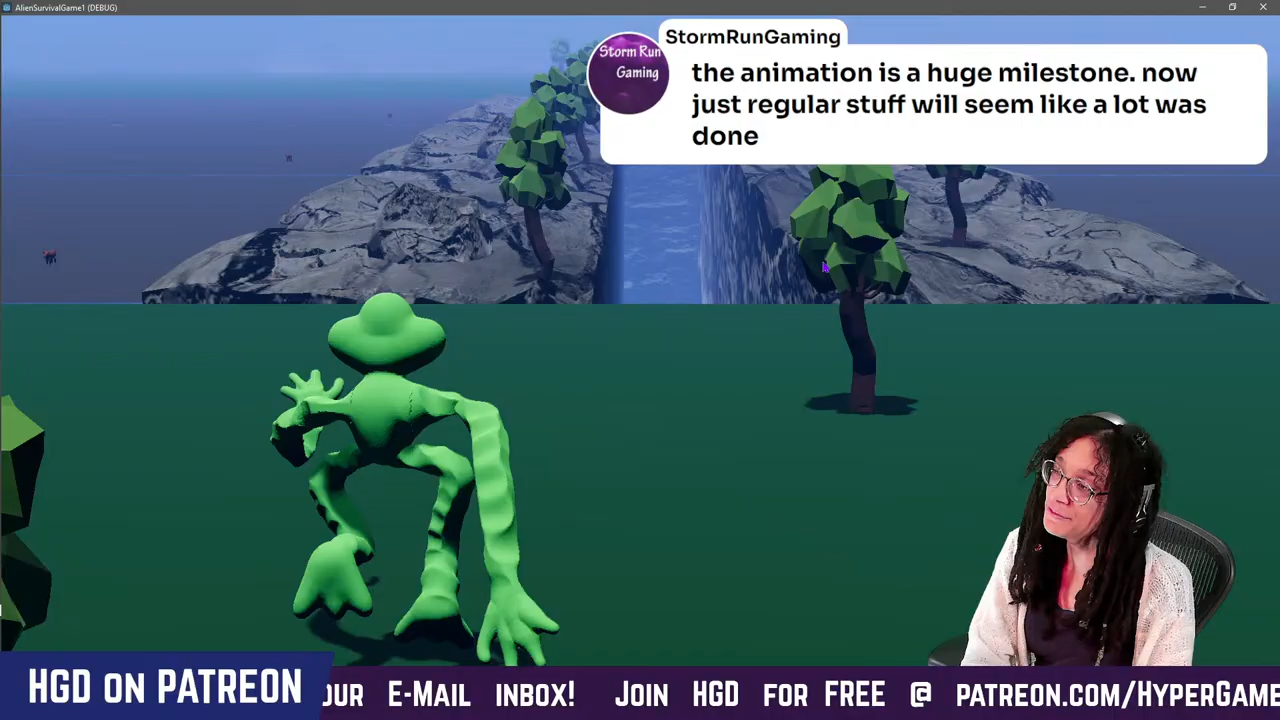 AlienSurvivalGame1 (DEBUG)
StormRunGaming
Storm Run
Gaming
the animation is a huge milestone. now
just regular stuff will seem like a lot was
done
HGD ON PATREON
OUR E-MAIL INBOX! JOIN HGD FOR FREE @ PATREON.COM/HYPERGAME